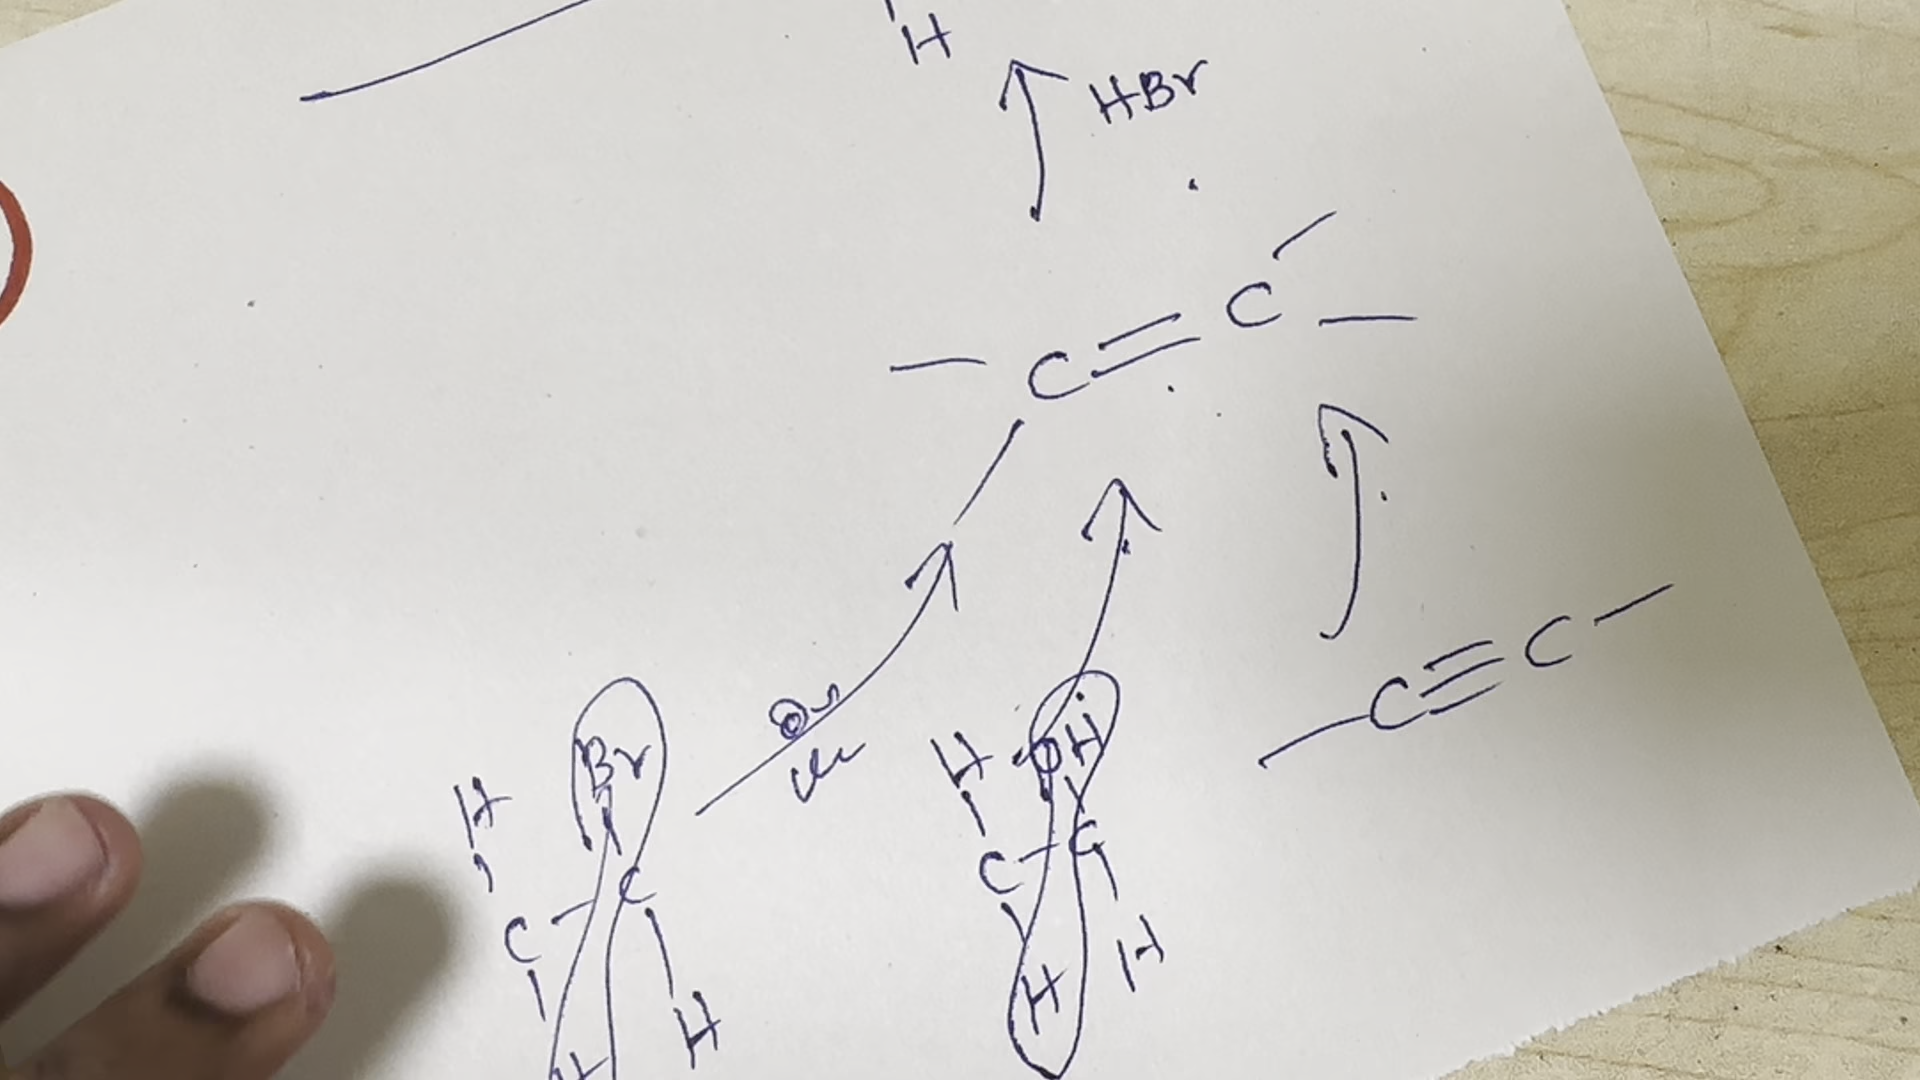 H
HBr
C = C
C ≡ C
H Br
C - C
H H
H OH
C - C
H H